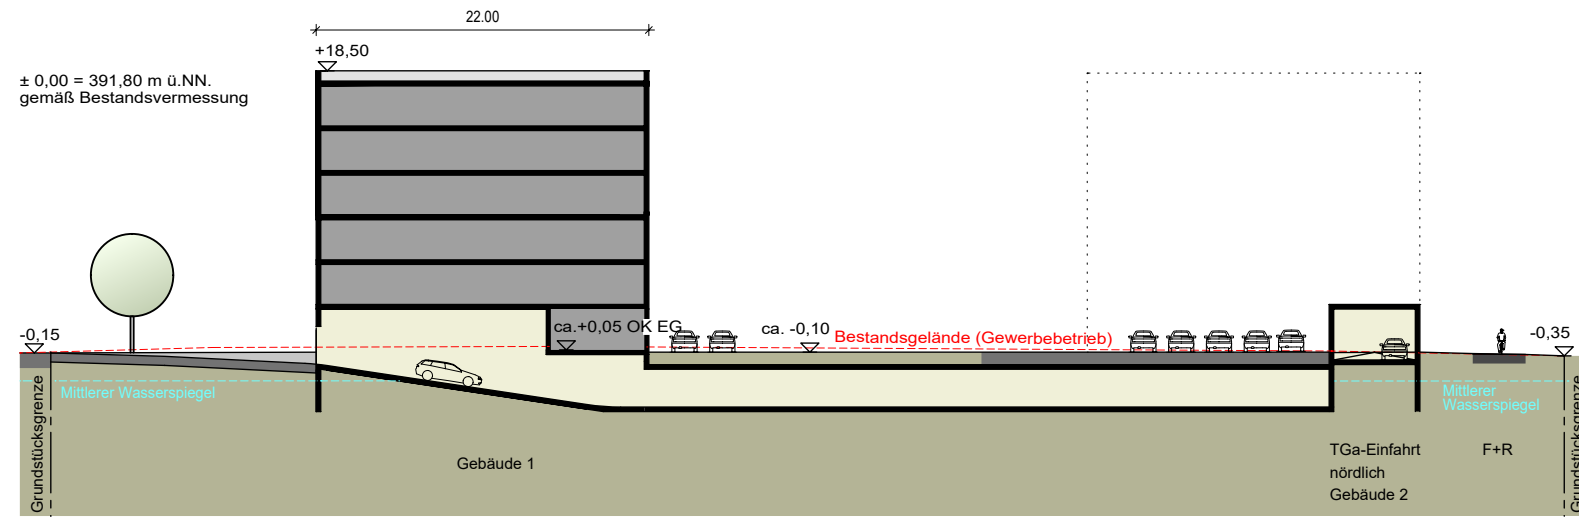 22.00
+18,50
± 0,00 = 391,80 m ü.NN.
gemäß Bestandsvermessung
-0,15
ca.+0,05 OK EG
ca. -0,10
Bestandsgelände (Gewerbebetrieb)
-0,35
Mittlerer Wasserspiegel
Mittlerer
Wasserspiegel
Grundstücksgrenze
Gebäude 1
TGa-Einfahrt
nördlich
Gebäude 2
F+R
Grundstücksgrenze